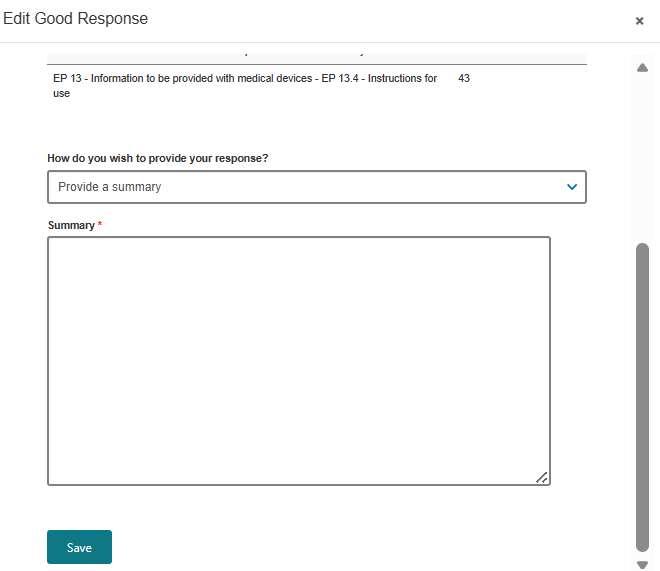 Edit Good Response
×
EP 13 - Information to be provided with medical devices - EP 13.4 - Instructions for 43
use
How do you wish to provide your response?
Provide a summary
Summary *
Save